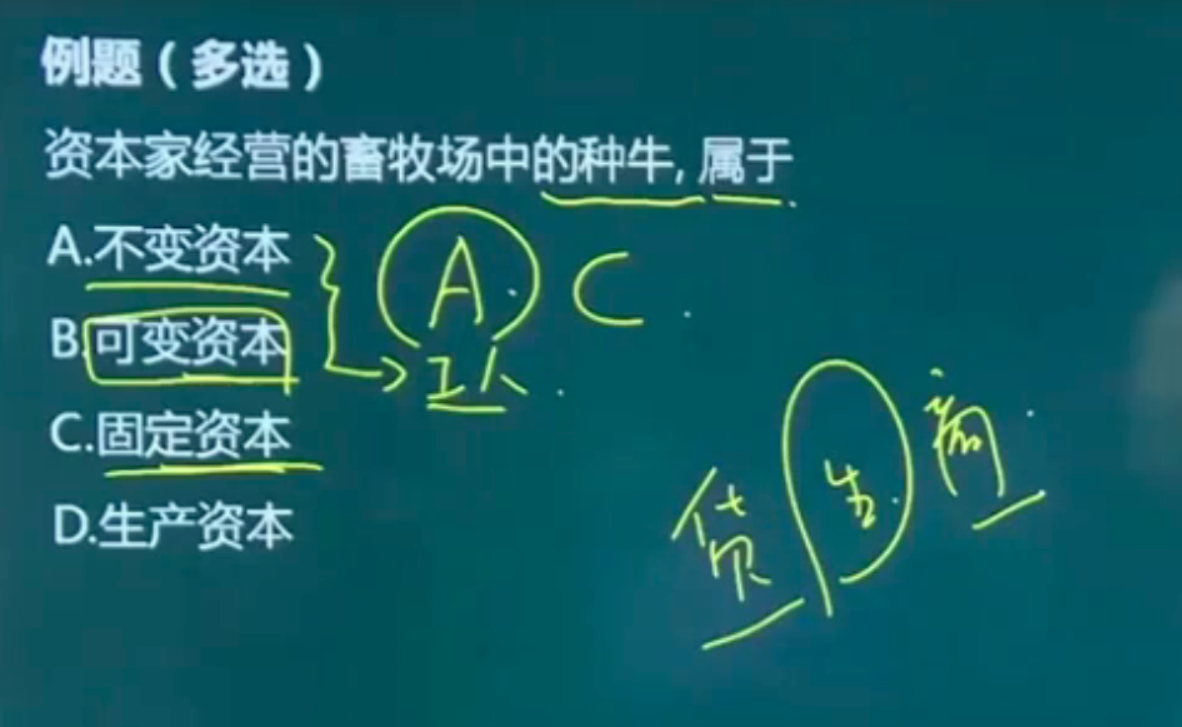 例题（多选）
资本家经营的畜牧场中的种牛, 属于
A.不变资本
A. C.
B.可变资本
工人.
C.固定资本
货 生 商
D.生产资本